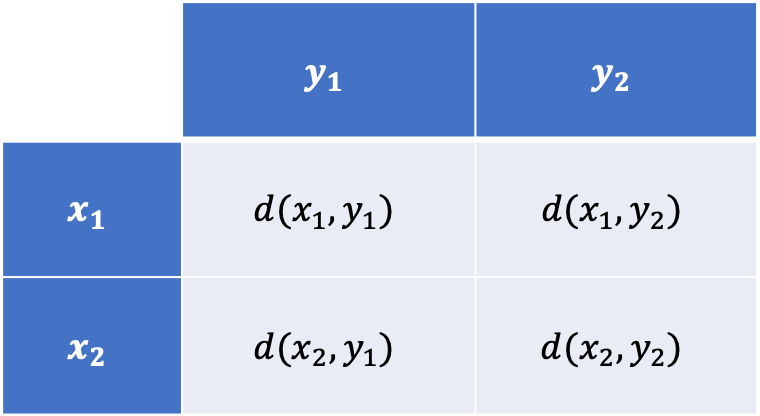 y₁ y₂
x₁ d(x₁, y₁) d(x₁, y₂)
x₂ d(x₂, y₁) d(x₂, y₂)